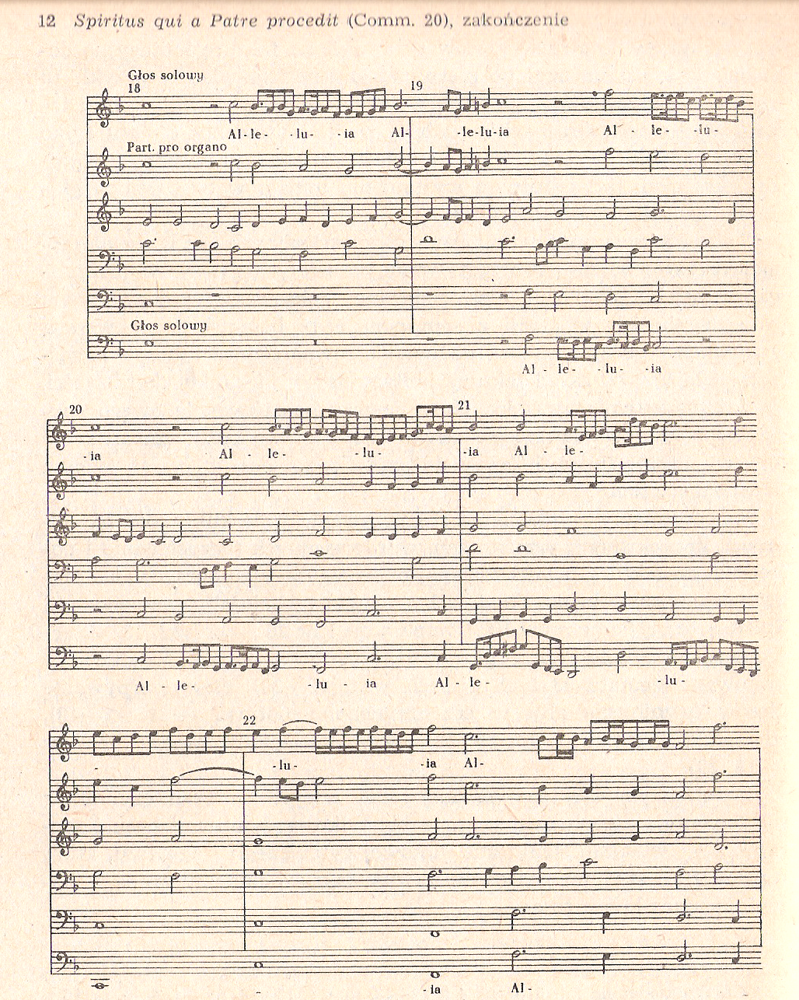 12 Spiritus qui a Patre procedit (Comm. 20), zakończenie
Głos solowy
18 19
Al-le- -lu- -ia Al- -le-lu-ia Al - le- -lu-
Part. pro organo
Głos solowy
Al - le- -lu- -ia
20 21
-ia Al - le- -lu- -ia Al - le-
Al - le- -lu - ia Al - le- -lu-
22
- -lu- -ia Al-
- -ia Al-